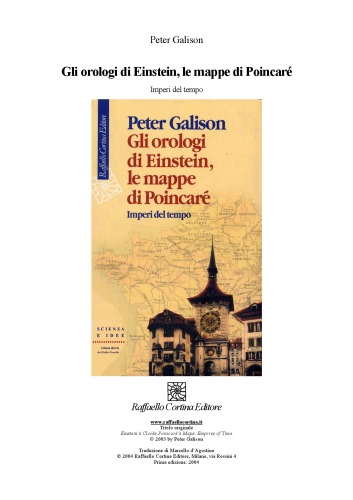 Peter Galison
Gli orologi di Einstein, le mappe di Poincaré
Imperi del tempo
Raffaello Cortina Editore
Peter Galison
Gli orologi
di Einstein,
le mappe
di Poincaré
Imperi del tempo
SCIENZA
E IDEE
Raffaello Cortina Editore
www.raffaellocortina.it
Titolo originale
Einstein's Clocks,Poincaré's Maps. Empires of Time
© 2003 by Peter Galison
Traduzione di Marcello d'Agostino
© 2004 Raffaello Cortina Editore, Milano, via Rossini 4
Prima edizione: 2004